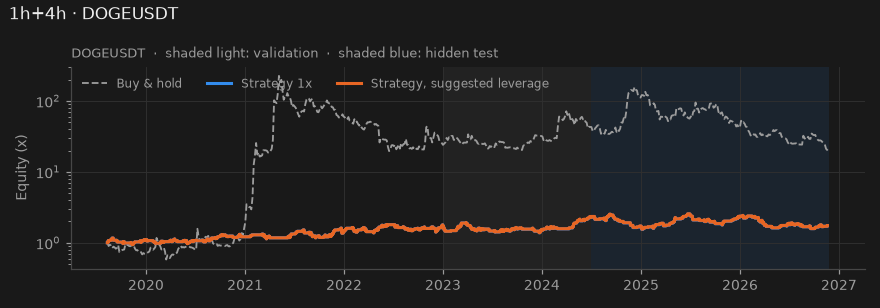 1h+4h · DOGEUSDT
DOGEUSDT · shaded light: validation · shaded blue: hidden test
Buy & hold
Strategy 1x
Strategy, suggested leverage
Equity (x)
10²
10¹
10⁰
2020 2021 2022 2023 2024 2025 2026 2027